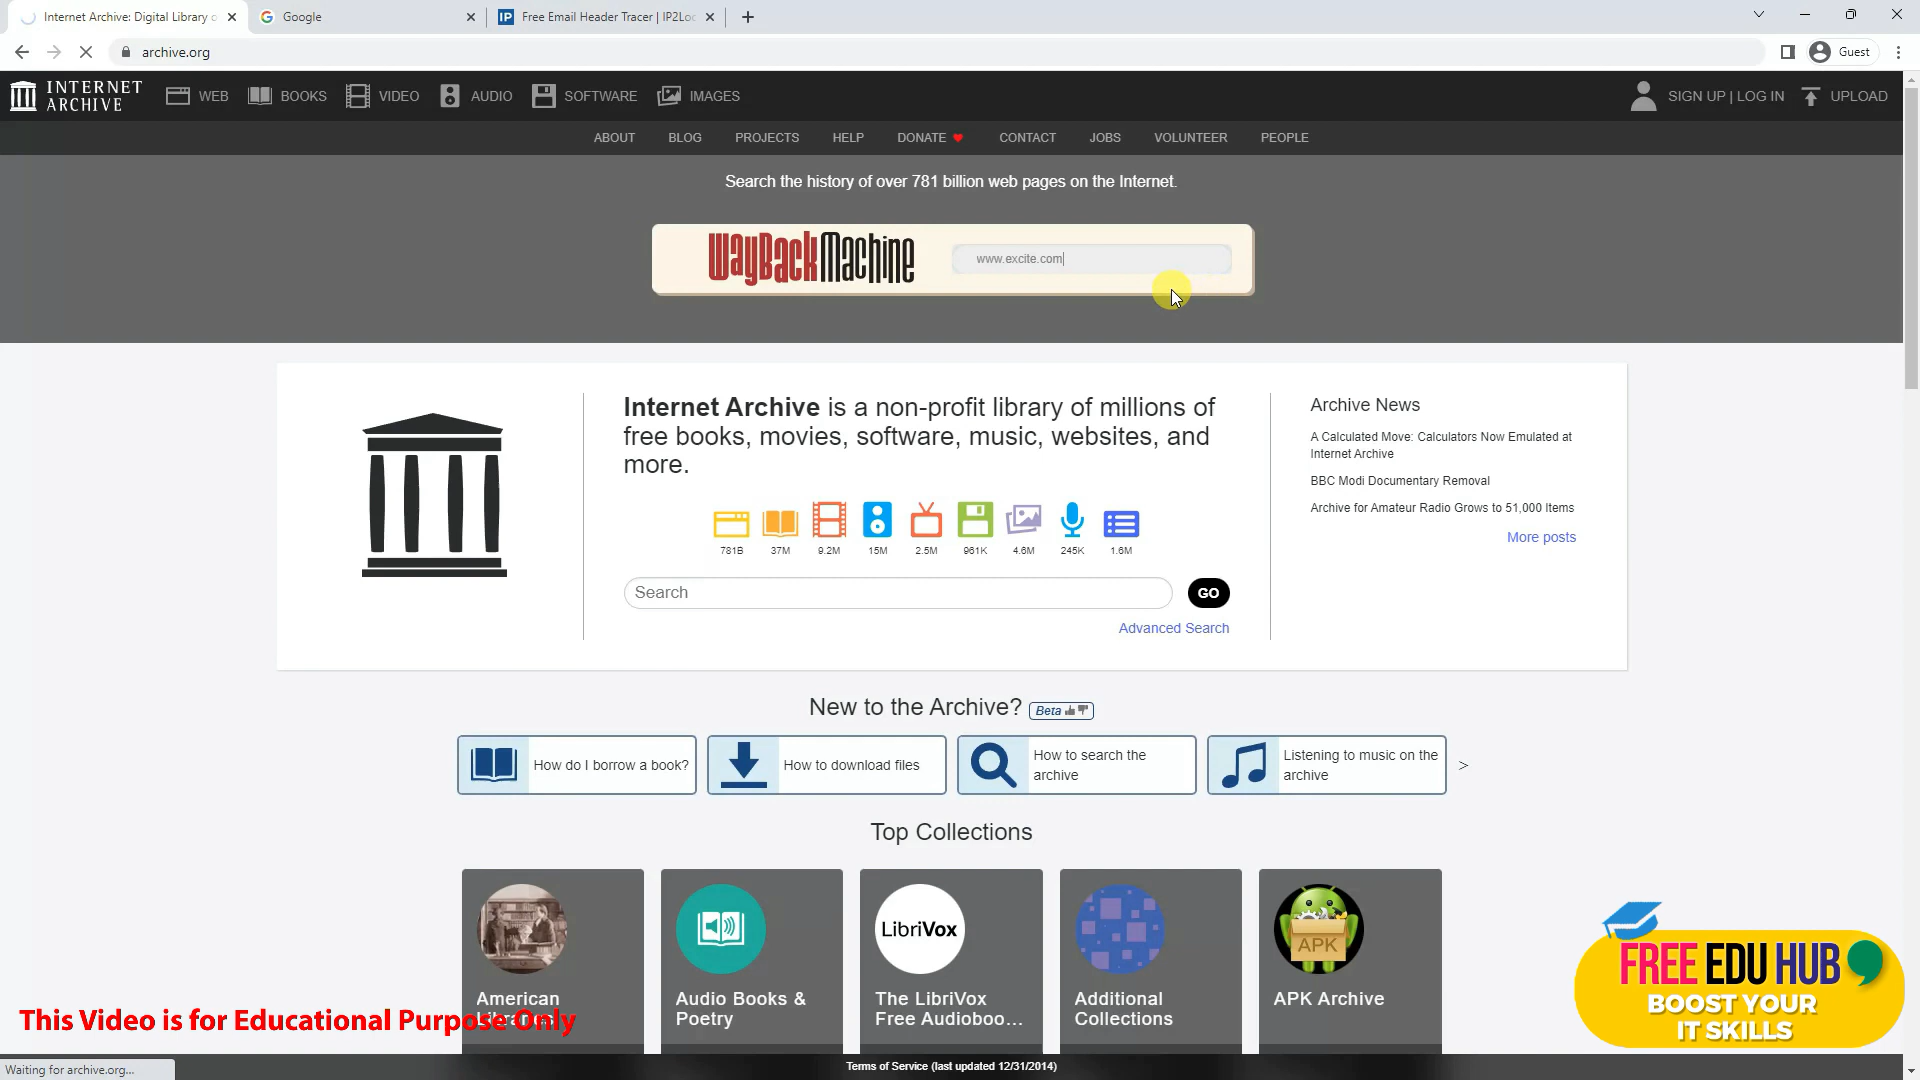 Internet Archive: Digital Library o
Google
IP
Free Email Header Tracer | IP2Loc
archive.org
Guest
INTERNET
ARCHIVE
WEB
BOOKS
VIDEO
AUDIO
SOFTWARE
IMAGES
SIGN UP | LOG IN
UPLOAD
ABOUT
BLOG
PROJECTS
HELP
DONATE
CONTACT
JOBS
VOLUNTEER
PEOPLE
Search the history of over 781 billion web pages on the Internet.
WayBackMachine
www.excite.com
Internet Archive is a non-profit library of millions of
free books, movies, software, music, websites, and
more.
781B
37M
9.2M
15M
2.5M
961K
4.6M
245K
1.6M
Search
GO
Advanced Search
Archive News
A Calculated Move: Calculators Now Emulated at
Internet Archive
BBC Modi Documentary Removal
Archive for Amateur Radio Grows to 51,000 Items
More posts
New to the Archive?
Beta
How do I borrow a book?
How to download files
How to search the
archive
Listening to music on the
archive
>
Top Collections
American
Libraries
Audio Books &
Poetry
LibriVox
The LibriVox
Free Audioboo...
Additional
Collections
APK
APK Archive
This Video is for Educational Purpose Only
FREE EDU HUB
BOOST YOUR
IT SKILLS
Waiting for archive.org...
Terms of Service (last updated 12/31/2014)